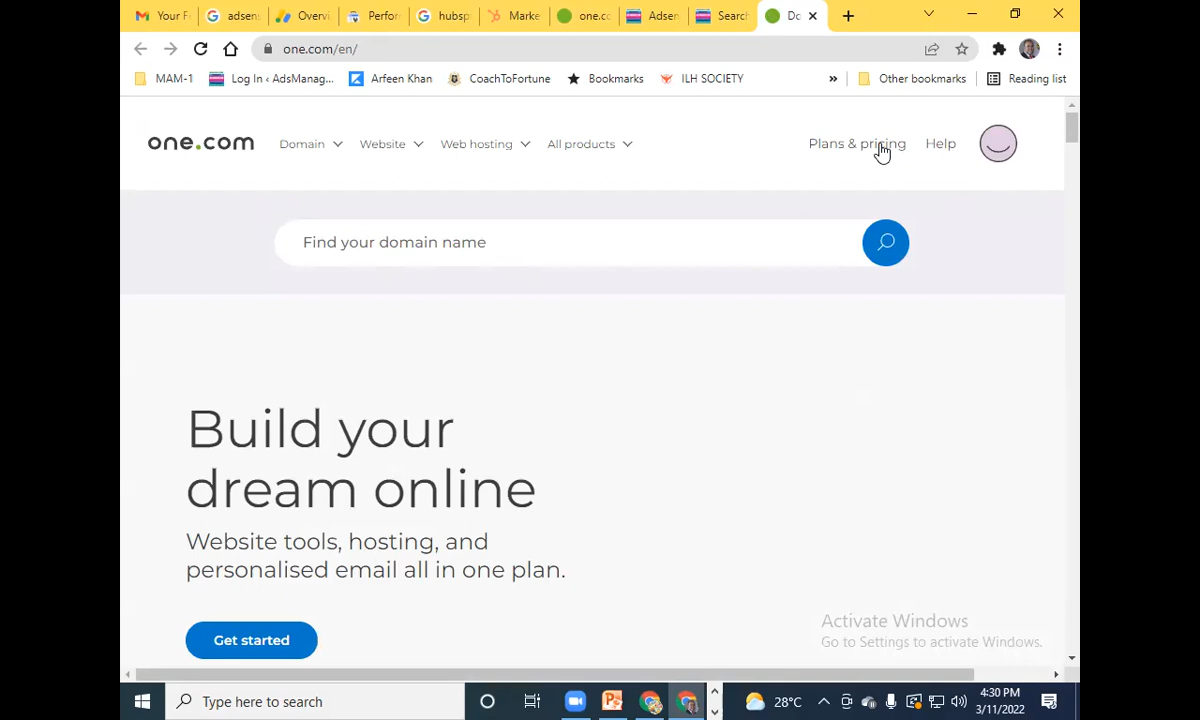 Your F
adsen
Overvi
Perfor
hubsp
Marke
one.co
Adsen
Search
Do
one.com/en/
MAM-1
Log In ‹ AdsManag...
Arfeen Khan
CoachToFortune
Bookmarks
ILH SOCIETY
»
Other bookmarks
Reading list
one.com
Domain
Website
Web hosting
All products
Plans & pricing
Help
Find your domain name
Build your
dream online
Website tools, hosting, and
personalised email all in one plan.
Get started
Activate Windows
Go to Settings to activate Windows.
Type here to search
28°C
4:30 PM
3/11/2022